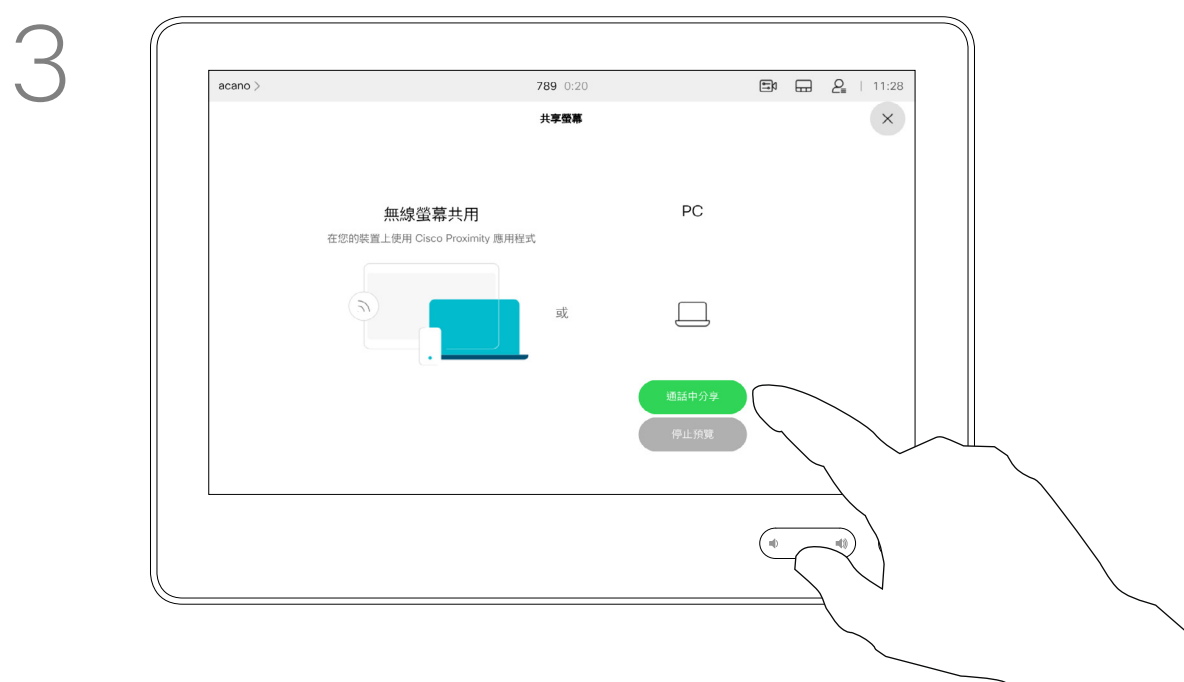 3
acano >
789 0:20
11:28
共享螢幕
無線螢幕共用
在您的裝置上使用 Cisco Proximity 應用程式
或
PC
通話中分享
停止預覽